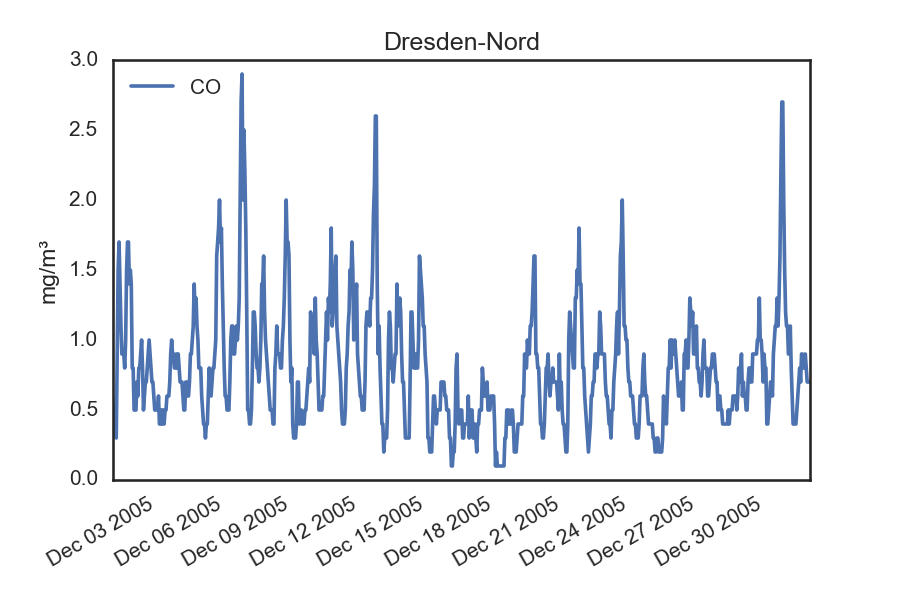 Dresden-Nord
CO
mg/m³
3.0
2.5
2.0
1.5
1.0
0.5
0.0
Dec 03 2005
Dec 06 2005
Dec 09 2005
Dec 12 2005
Dec 15 2005
Dec 18 2005
Dec 21 2005
Dec 24 2005
Dec 27 2005
Dec 30 2005